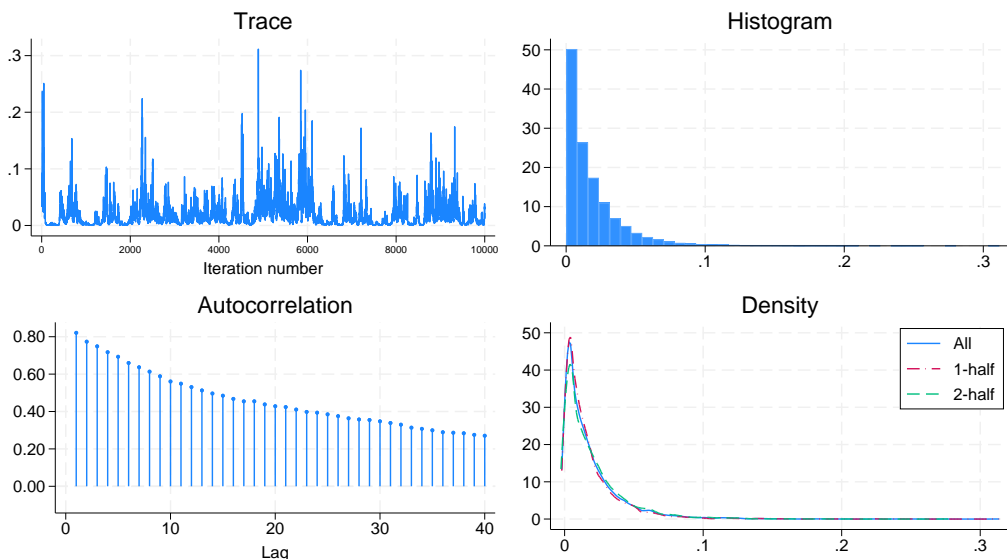 Trace
.3
.2
.1
0
0 2000 4000 6000 8000 10000
Iteration number
Histogram
50
40
30
20
10
0
0 .1 .2 .3
Autocorrelation
0.80
0.60
0.40
0.20
0.00
0 10 20 30 40
Lag
Density
50
40
30
20
10
0
All
1-half
2-half
0 .1 .2 .3